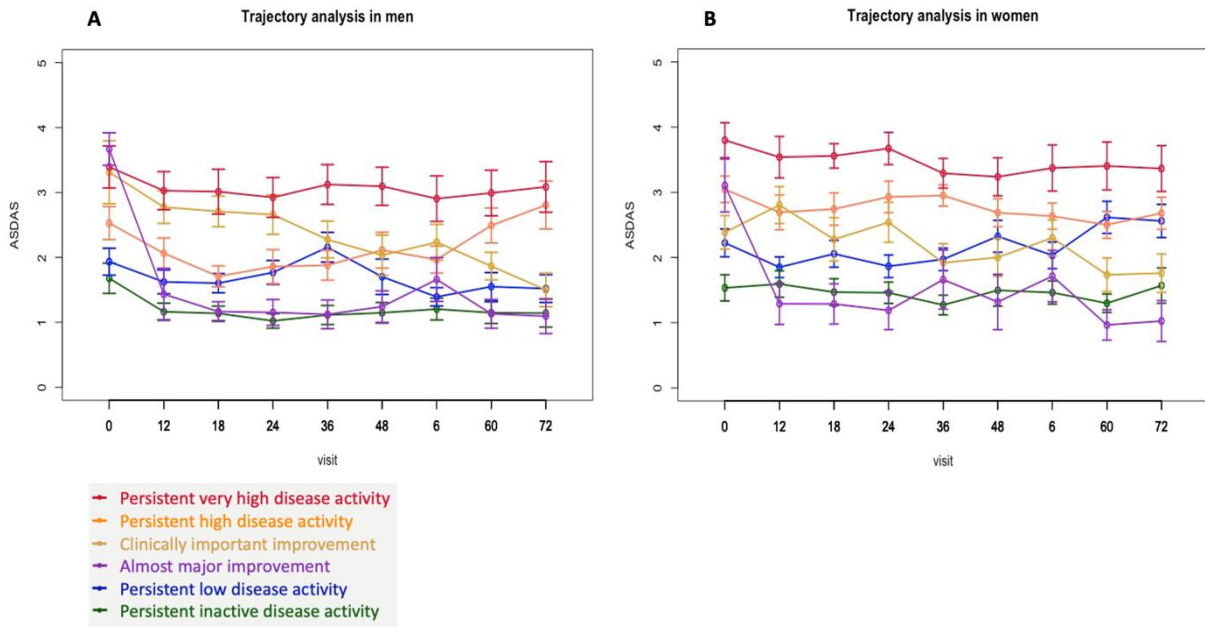 A
Trajectory analysis in men
ASDAS
5
4
3
2
1
0
0 12 18 24 36 48 6 60 72
visit
B
Trajectory analysis in women
ASDAS
5
4
3
2
1
0
0 12 18 24 36 48 6 60 72
visit
Persistent very high disease activity
Persistent high disease activity
Clinically important improvement
Almost major improvement
Persistent low disease activity
Persistent inactive disease activity